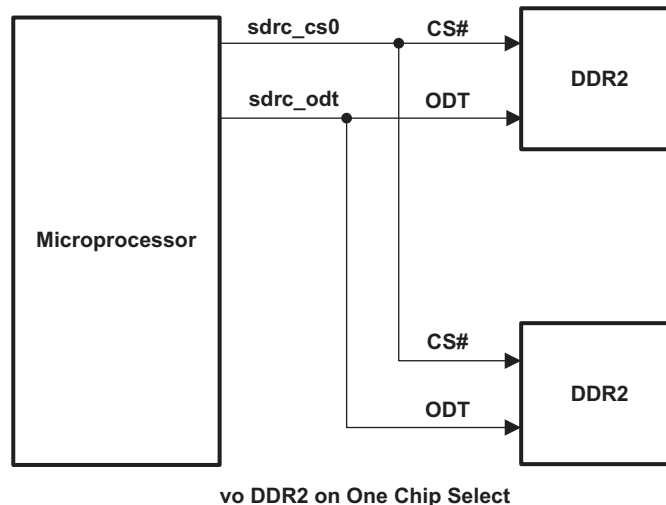 sdrc_cs0 CS#
DDR2
sdrc_odt ODT
Microprocessor
CS#
DDR2
ODT
vo DDR2 on One Chip Select